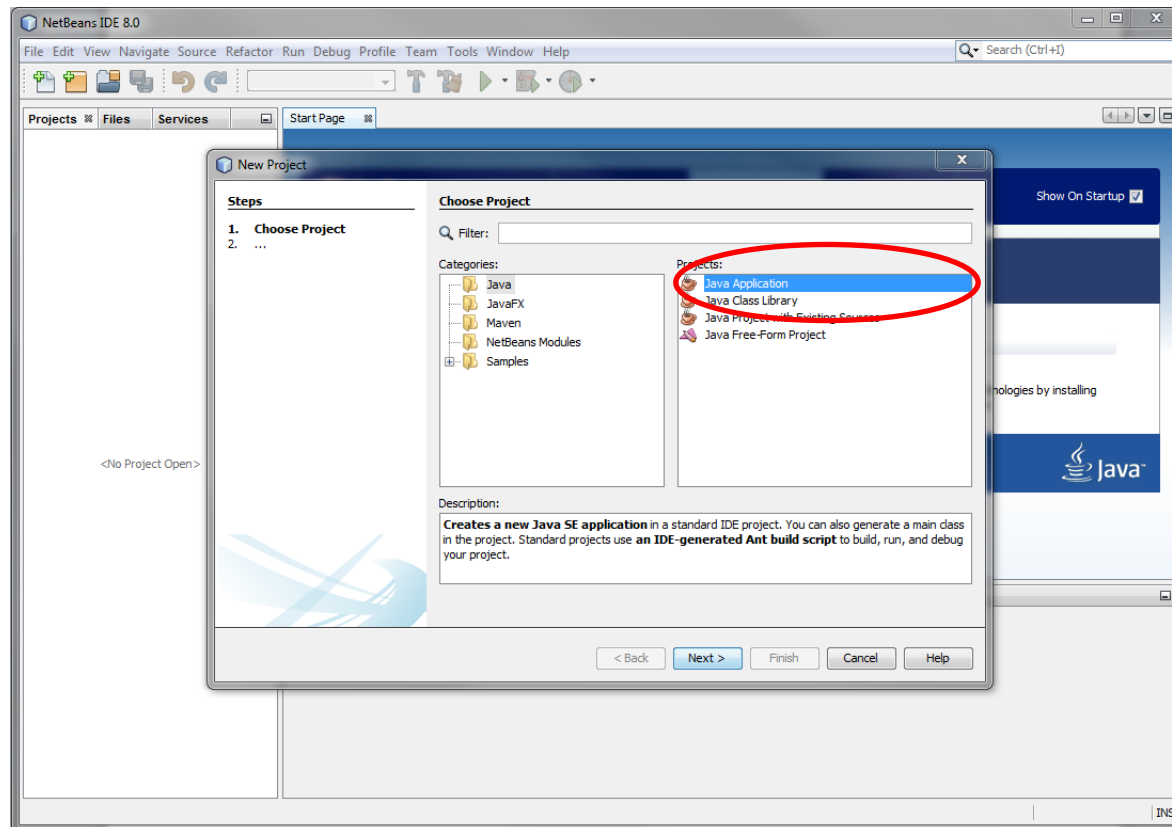 NetBeans IDE 8.0
File Edit View Navigate Source Refactor Run Debug Profile Team Tools Window Help
Search (Ctrl+I)
Projects Files Services
Start Page
New Project
Show On Startup
Steps
1. Choose Project
2. ...
Choose Project
Filter:
Categories:
Java
JavaFX
Maven
NetBeans Modules
Samples
Projects:
Java Application
Java Class Library
Java Project with Existing Sources
Java Free-Form Project
nologies by installing
<No Project Open>
Java
Description:
Creates a new Java SE application in a standard IDE project. You can also generate a main class
in the project. Standard projects use an IDE-generated Ant build script to build, run, and debug
your project.
< Back
Next >
Finish
Cancel
Help
INS